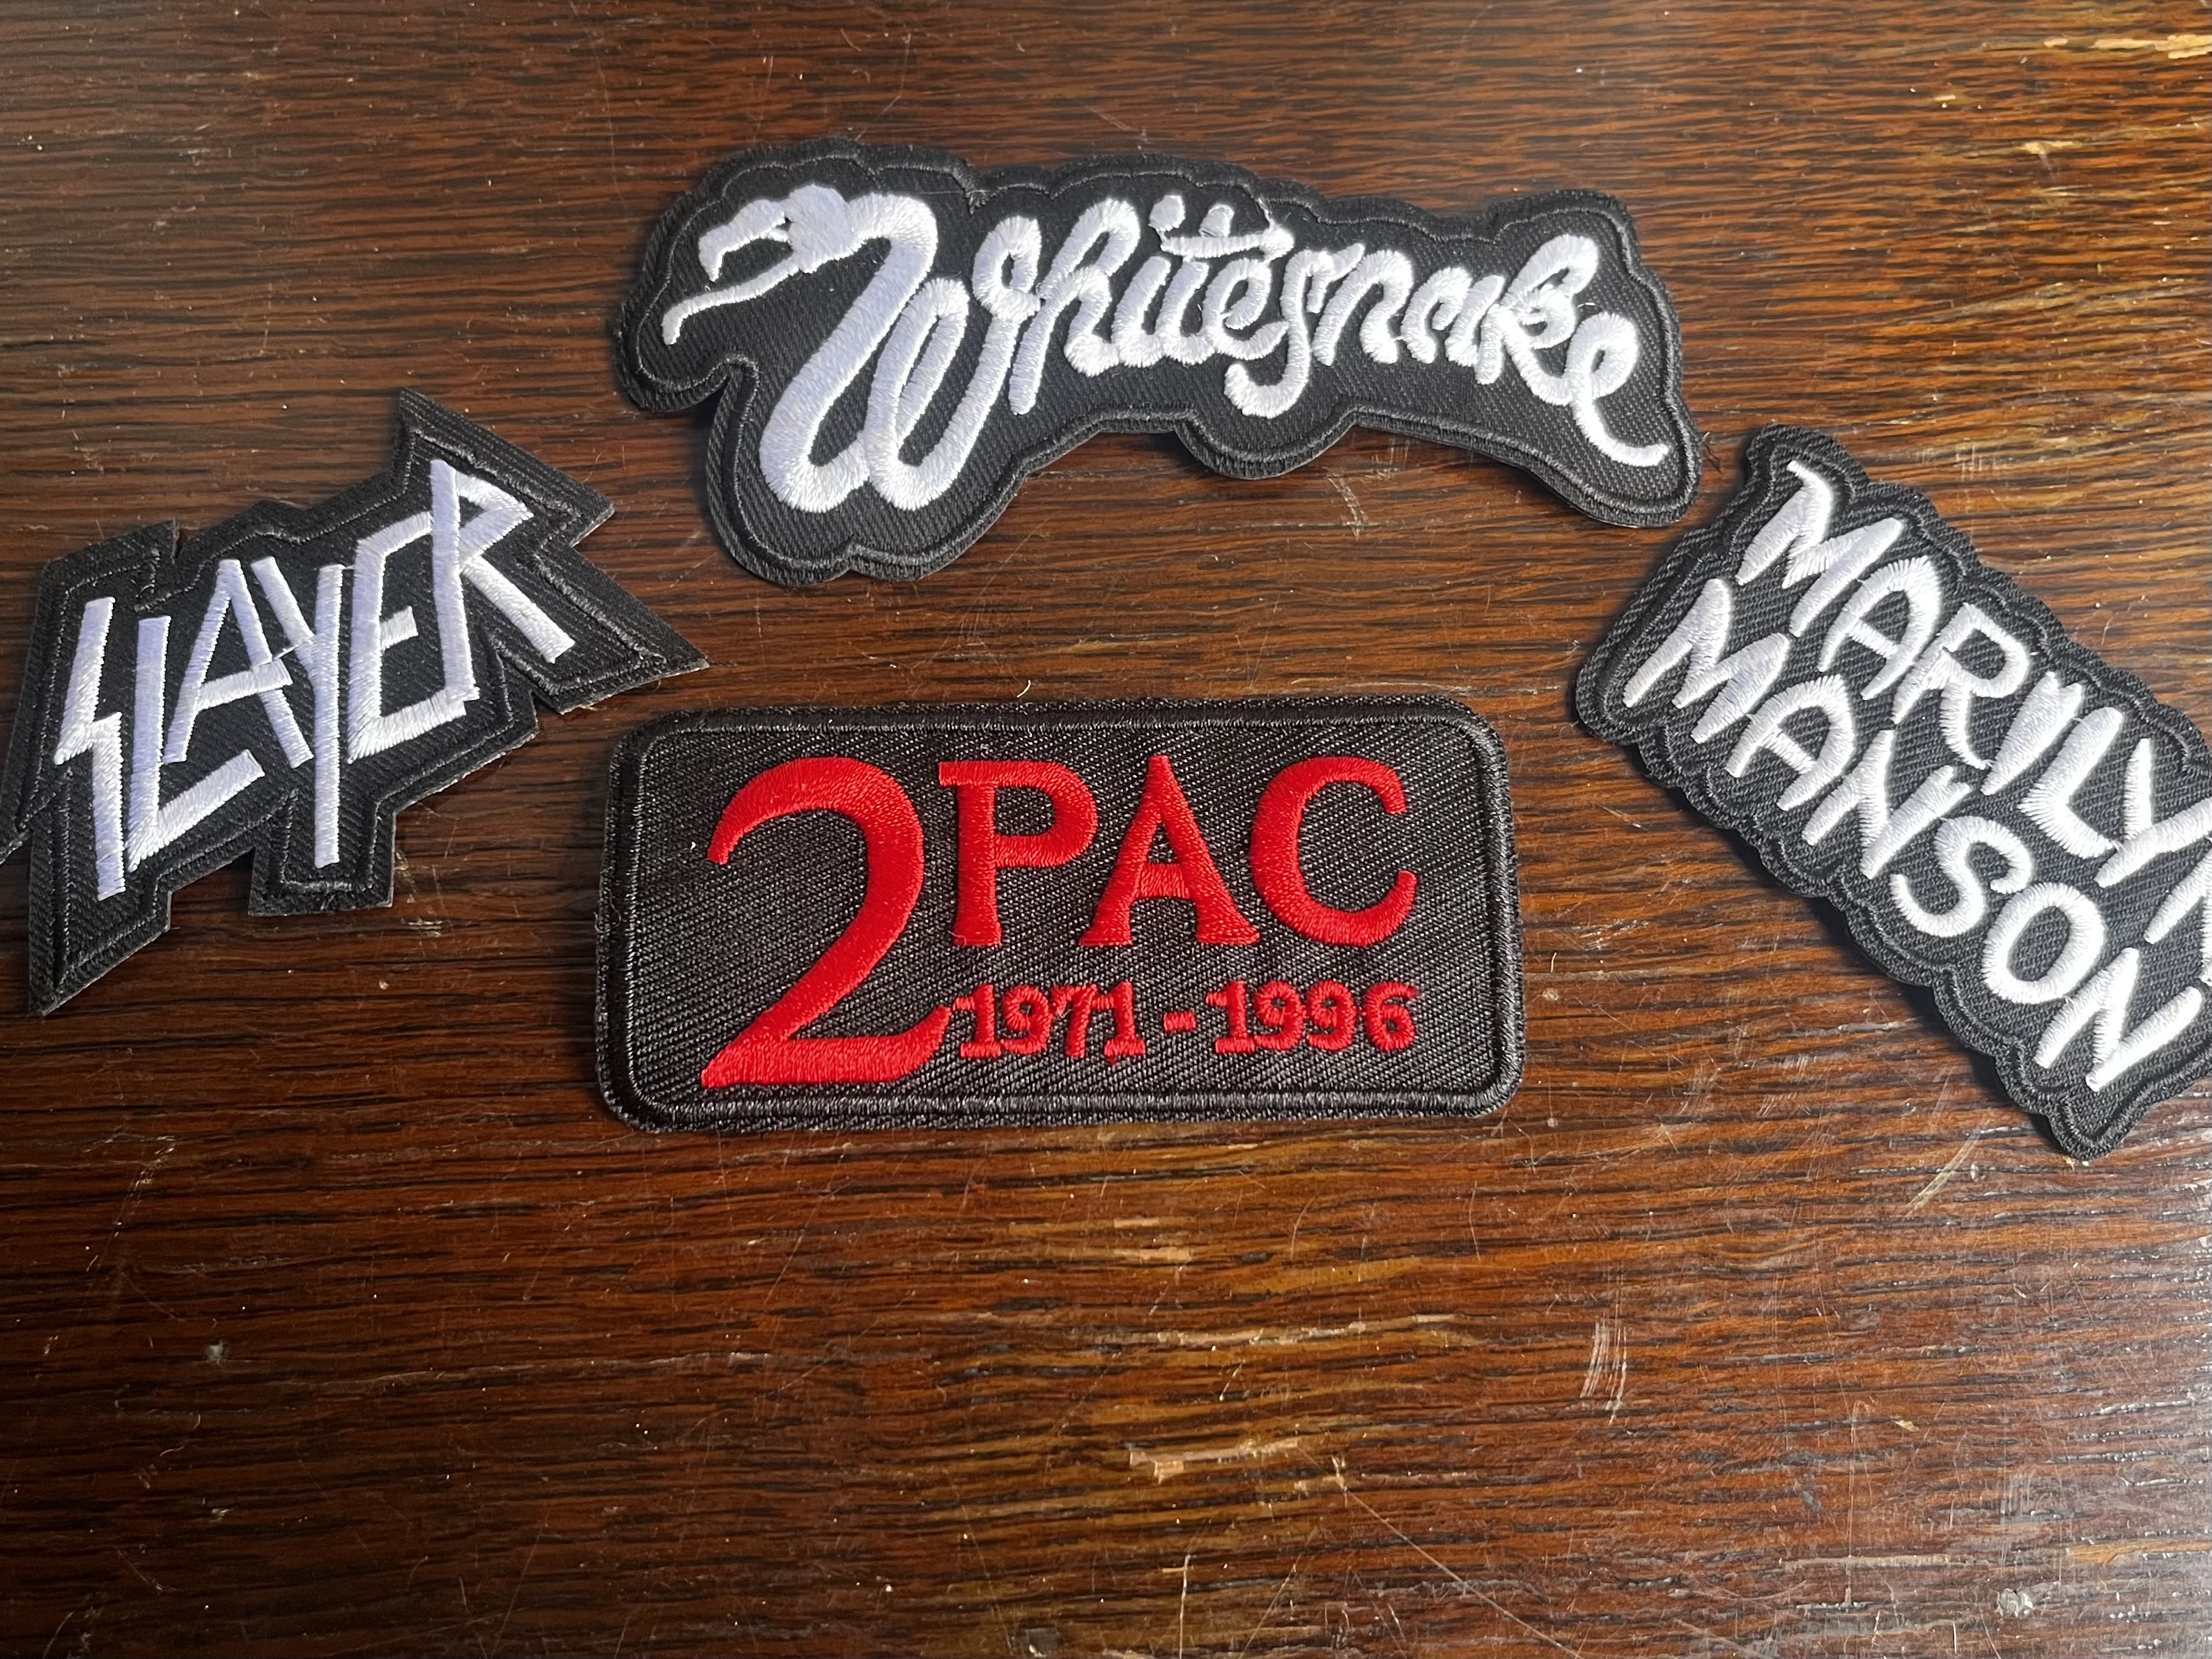 Whitesnake
SLAYER
MARILYN
MANSON
2PAC
1971-1996